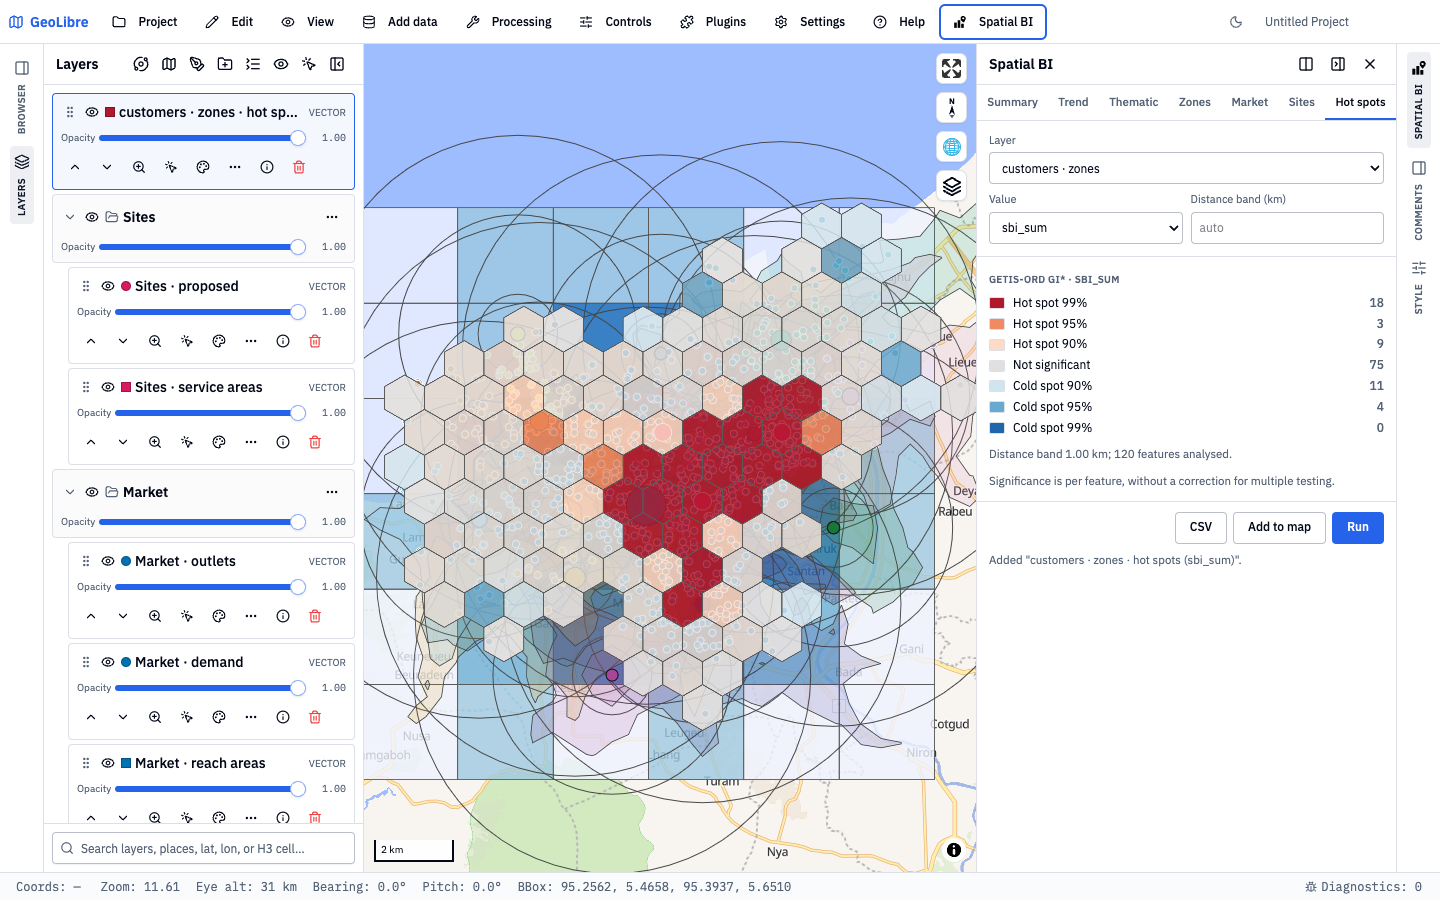 GeoLibre
Project
Edit
View
Add data
Processing
Controls
Plugins
Settings
Help
Spatial BI
Untitled Project
BROWSER
LAYERS
Layers
customers · zones · hot sp...
VECTOR
Opacity
1.00
Sites
Opacity
1.00
Sites · proposed
VECTOR
Opacity
1.00
Sites · service areas
VECTOR
Opacity
1.00
Market
Opacity
1.00
Market · outlets
VECTOR
Opacity
1.00
Market · demand
VECTOR
Opacity
1.00
Market · reach areas
VECTOR
Opacity
1.00
Search layers, places, lat, lon, or H3 cell...
N
Lieue
Rabeu
Santan
Gani
Bada
Cotgud
Niron
Nusa
Turam
Nya
2 km
Spatial BI
Summary
Trend
Thematic
Zones
Market
Sites
Hot spots
Layer
customers · zones
Value
Distance band (km)
sbi_sum
auto
GETIS-ORD GI* · SBI_SUM
Hot spot 99% 18
Hot spot 95% 3
Hot spot 90% 9
Not significant 75
Cold spot 90% 11
Cold spot 95% 4
Cold spot 99% 0
Distance band 1.00 km; 120 features analysed.
Significance is per feature, without a correction for multiple testing.
CSV
Add to map
Run
Added "customers · zones · hot spots (sbi_sum)".
SPATIAL BI
COMMENTS
STYLE
Coords: — Zoom: 11.61 Eye alt: 31 km Bearing: 0.0° Pitch: 0.0° BBox: 95.2562, 5.4658, 95.3937, 5.6510
Diagnostics: 0